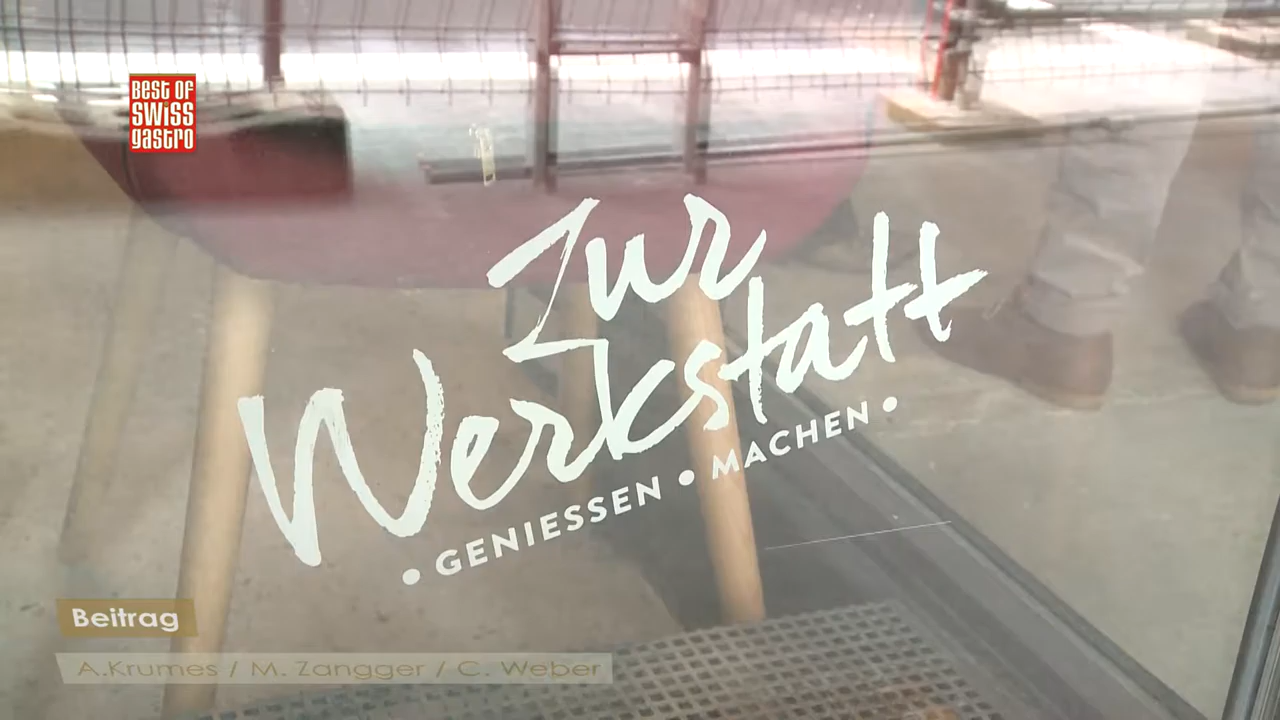 BEST OF
SWiSS
gastro
Zur
Werkstatt
• GENIESSEN • MACHEN •
Beitrag
A.Krumes / M. Zangger / C. Weber